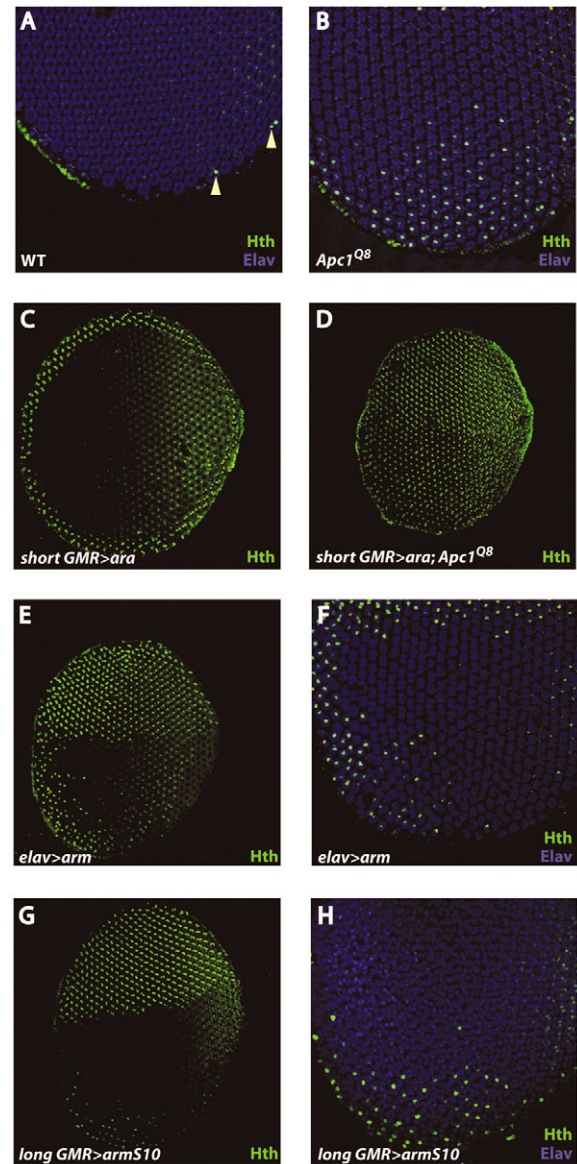 A
Hth
WT
Elav
B
Hth
Apc1Q8
Elav
C
short GMR>ara
Hth
D
short GMR>ara; Apc1Q8
Hth
E
elav>arm
Hth
F
Hth
elav>arm
Elav
G
long GMR>armS10
Hth
H
Hth
long GMR>armS10
Elav